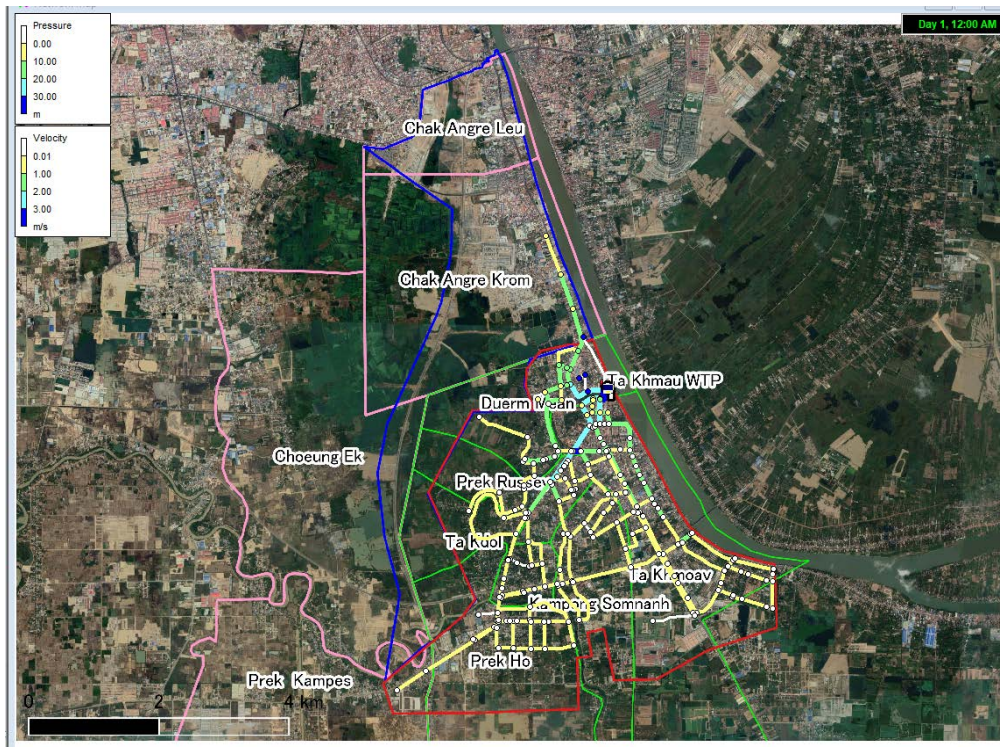 Day 1, 12:00 AM
Pressure
0.00
10.00
20.00
30.00
m
Velocity
0.01
1.00
2.00
3.00
m/s
Chak Angre Leu
Chak Angre Krom
Ta Khmau WTP
Duerm Mean
Choeung Ek
Prek Russey
Ta Kuol
Ta Khmoav
Kampong Somnanh
Prek Ho
Prek Kampes
0 2 4 km